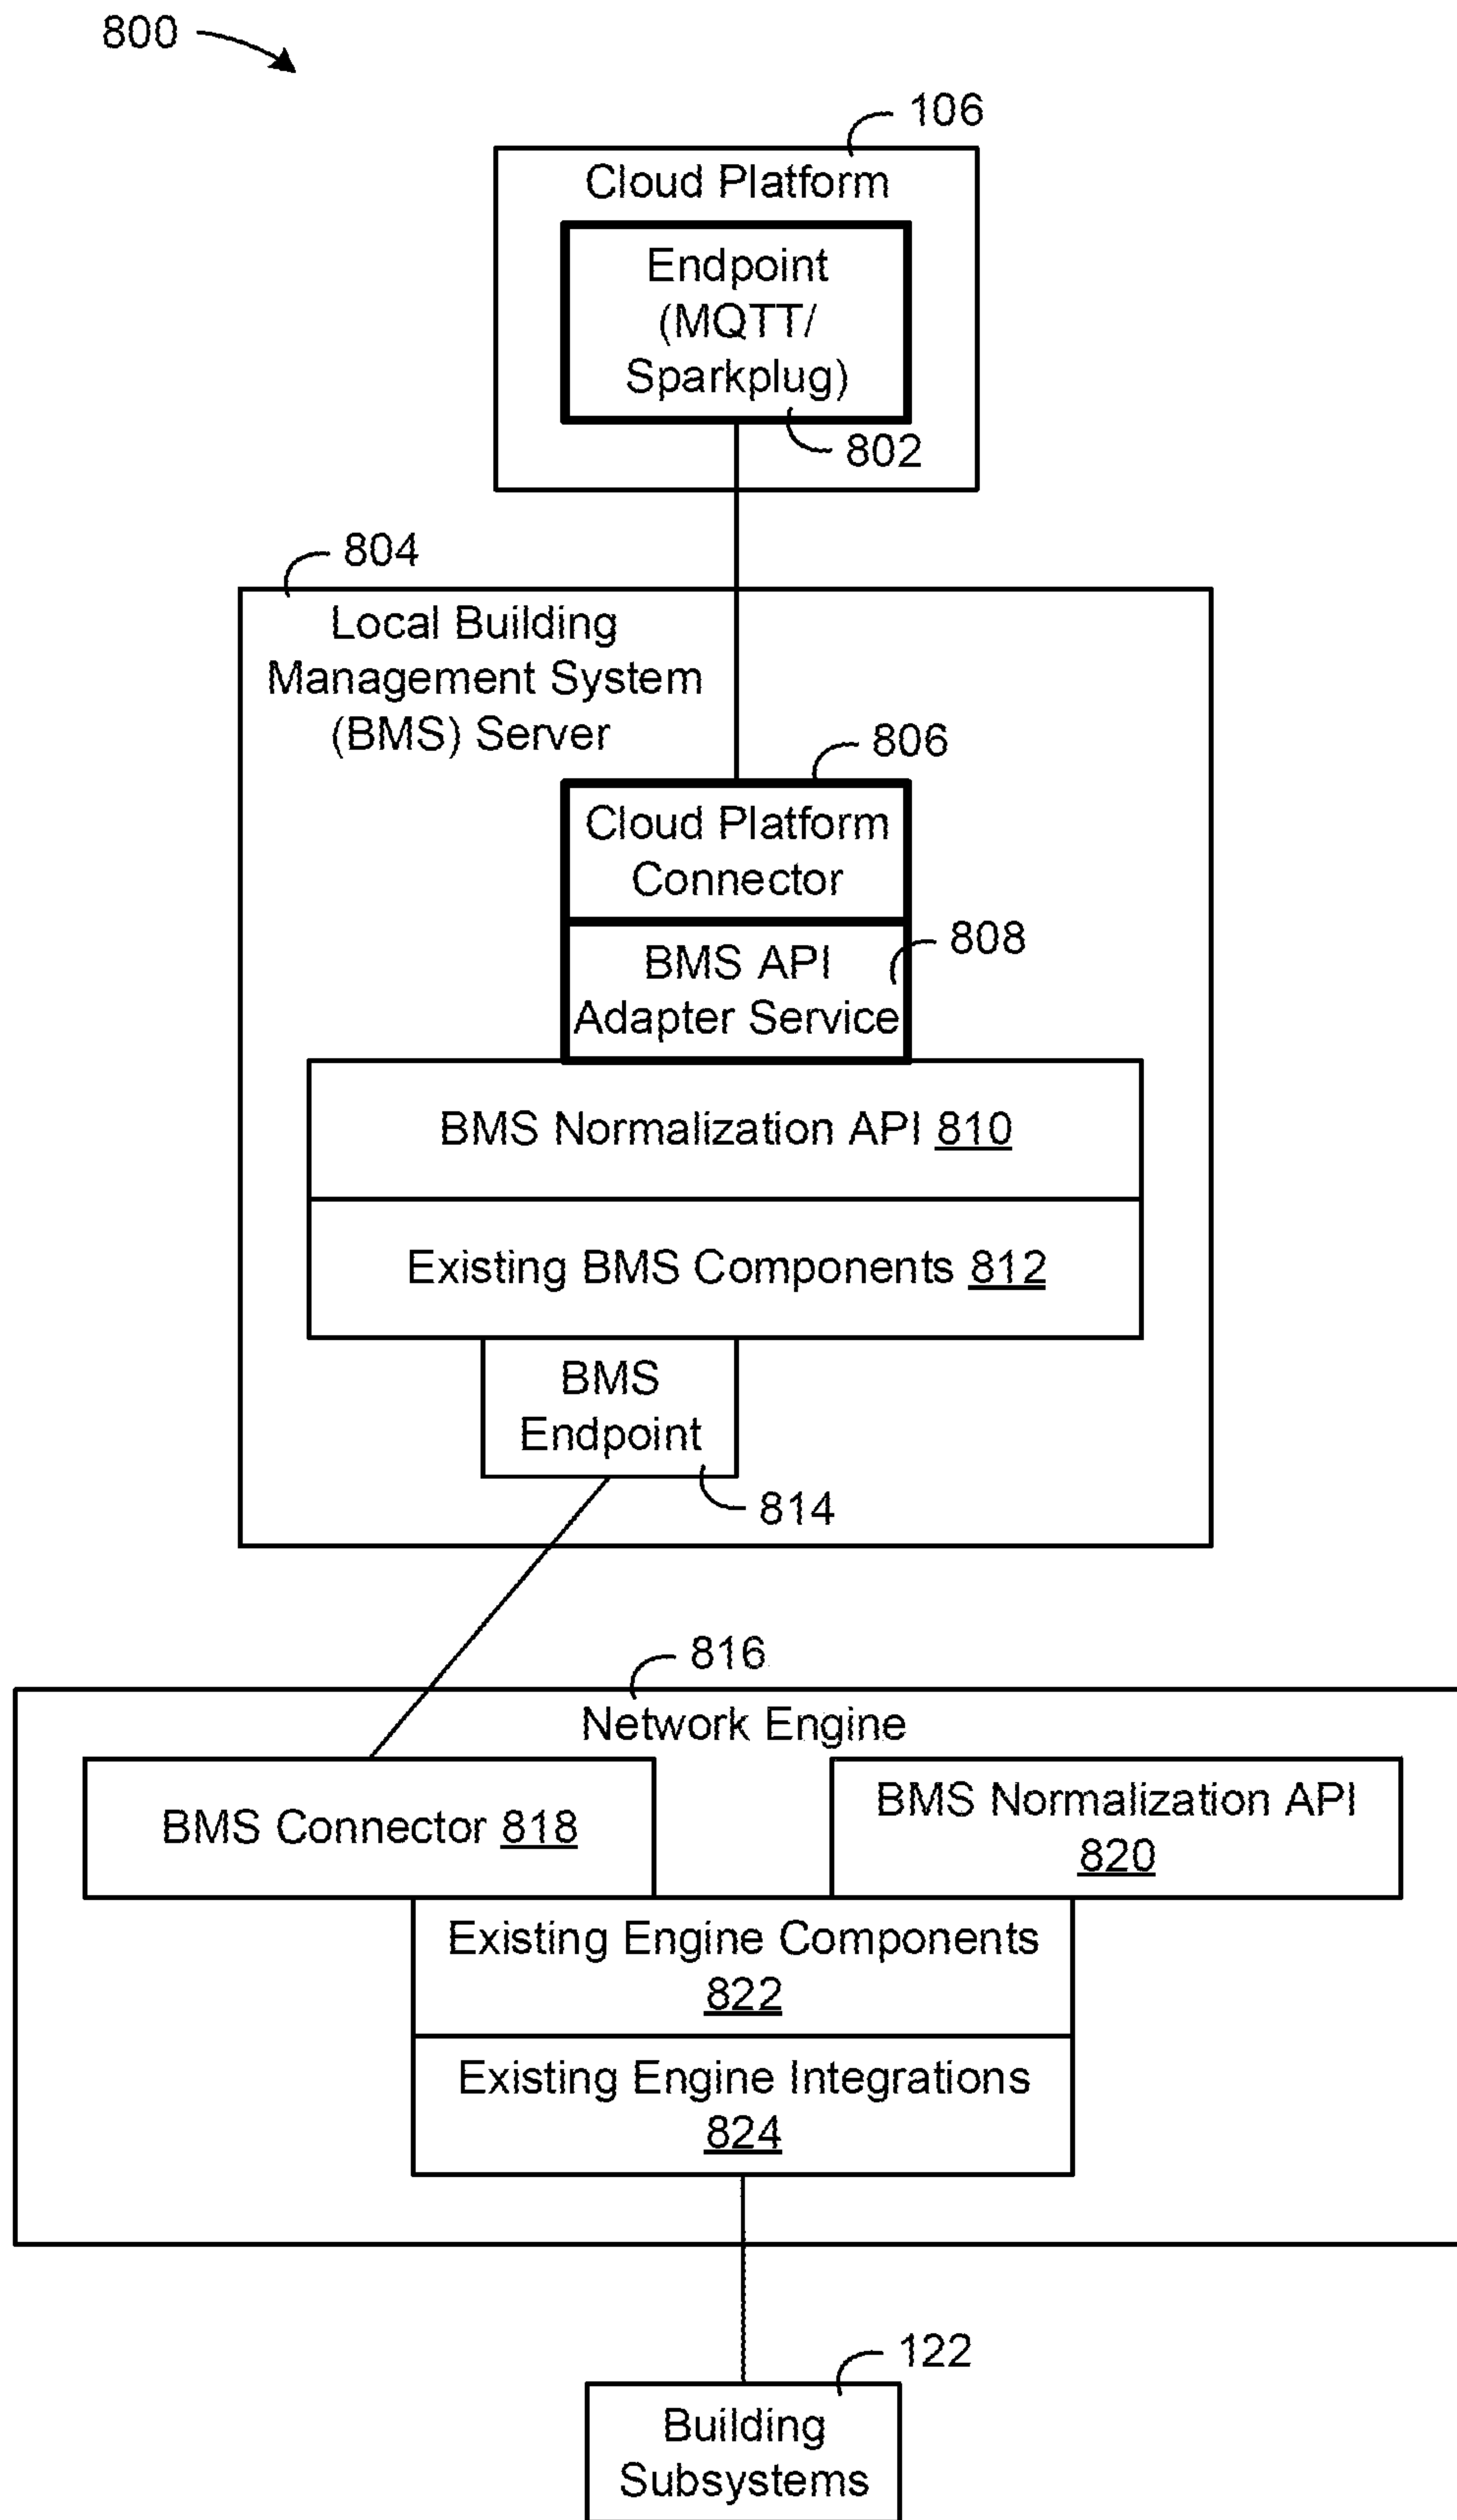 800
106
Cloud Platform
Endpoint
(MQTT/
Sparkplug)
802
804
Local Building
Management System
(BMS) Server
806
Cloud Platform
Connector
808
BMS API
Adapter Service
BMS Normalization API 810
Existing BMS Components 812
BMS
Endpoint
814
816
Network Engine
BMS Connector 818
BMS Normalization API
820
Existing Engine Components
822
Existing Engine Integrations
824
122
Building
Subsystems